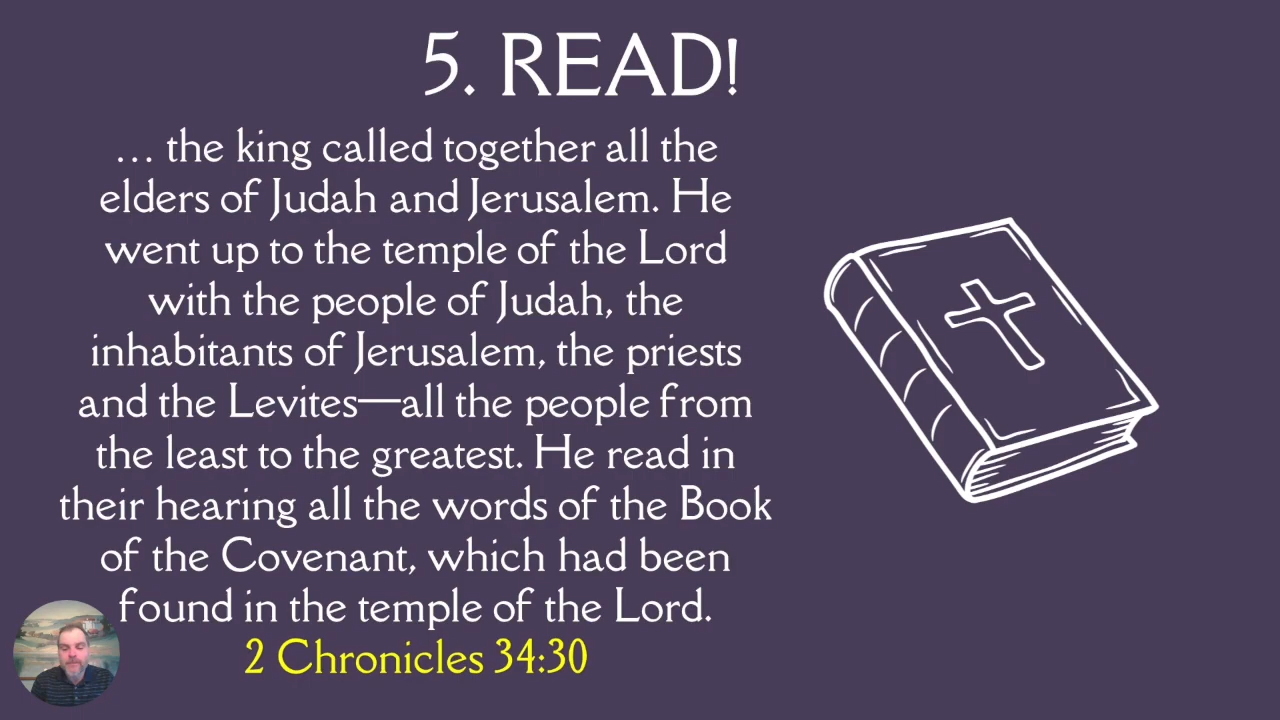 5. READ!
… the king called together all the
elders of Judah and Jerusalem. He
went up to the temple of the Lord
with the people of Judah, the
inhabitants of Jerusalem, the priests
and the Levites—all the people from
the least to the greatest. He read in
their hearing all the words of the Book
of the Covenant, which had been
found in the temple of the Lord.
2 Chronicles 34:30